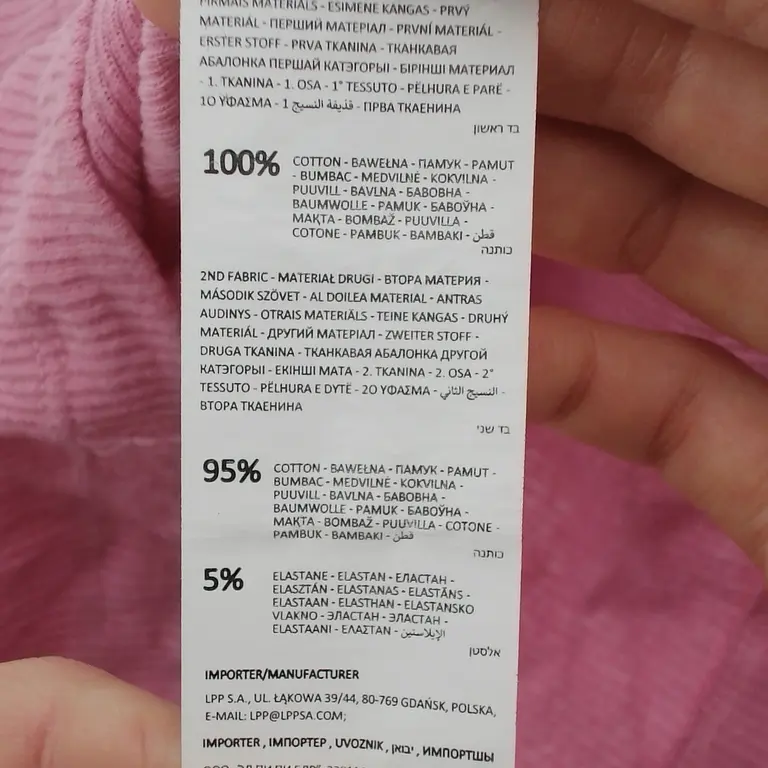 PIRMAIS MATERIĀLS - ESIMENE KANGAS - PRVÝ
MATERIÁL - ПЕРШИЙ МАТЕРІАЛ - PRVNÍ MATERIÁL -
ERSTER STOFF - PRVA TKANINA - ТКАНКАВАЯ
АБАЛОНКА ПЕРШАЙ КАТЭГОРЫІ - БІРІНШІ МАТЕРИАЛ
- 1. TKANINA - 1. OSA - 1° TESSUTO - PËLHURA E PARË -
1Ο ΥΦΑΣΜΑ - قذيفة النسيج 1 - ПРВА ТКАЕНИНА
בד ראשון
100% COTTON - BAWEŁNA - ПАМУК - PAMUT
- BUMBAC - MEDVILNĖ - KOKVILNA -
PUUVILL - BAVLNA - БАВОВНА -
BAUMWOLLE - PAMUK - БАВОЎНА -
МАҚТА - BOMBAŽ - PUUVILLA -
COTONE - PAMBUK - ΒΑΜΒΑΚΙ - قطن
כותנה
2ND FABRIC - MATERIAŁ DRUGI - ВТОРА МАТЕРИЯ -
MÁSODIK SZÖVET - AL DOILEA MATERIAL - ANTRAS
AUDINYS - OTRAIS MATERIĀLS - TEINE KANGAS - DRUHÝ
MATERIÁL - ДРУГИЙ МАТЕРІАЛ - ZWEITER STOFF -
DRUGA TKANINA - ТКАНКАВАЯ АБАЛОНКА ДРУГОЙ
КАТЭГОРЫІ - ЕКІНШІ МАТА - 2. TKANINA - 2. OSA - 2°
TESSUTO - PËLHURA E DYTË - 2Ο ΥΦΑΣΜΑ - النسيج الثاني -
ВТОРА ТКАЕНИНА
בד שני
95% COTTON - BAWEŁNA - ПАМУК - PAMUT -
BUMBAC - MEDVILNĖ - KOKVILNA -
PUUVILL - BAVLNA - БАВОВНА -
BAUMWOLLE - PAMUK - БАВОЎНА -
МАҚТА - BOMBAŽ - PUUVILLA - COTONE -
PAMBUK - ΒΑΜΒΑΚΙ - قطن
כותנה
5% ELASTANE - ELASTAN - ЕЛАСТАН -
ELASZTÁN - ELASTANAS - ELASTĀNS -
ELASTAAN - ELASTHAN - ELASTANSKO
VLAKNO - ЭЛАСТАН - ЭЛАСТАН -
ELASTAANI - ΕΛΑΣΤΑΝ - الإيلاستين
אלסטן
IMPORTER/MANUFACTURER
LPP S.A., UL. ŁĄKOWA 39/44, 80-769 GDAŃSK, POLSKA,
E-MAIL: LPP@LPPSA.COM;
IMPORTER , ІМПОРТЕР , UVOZNIK , יבואן , ИМПОРТШЫ